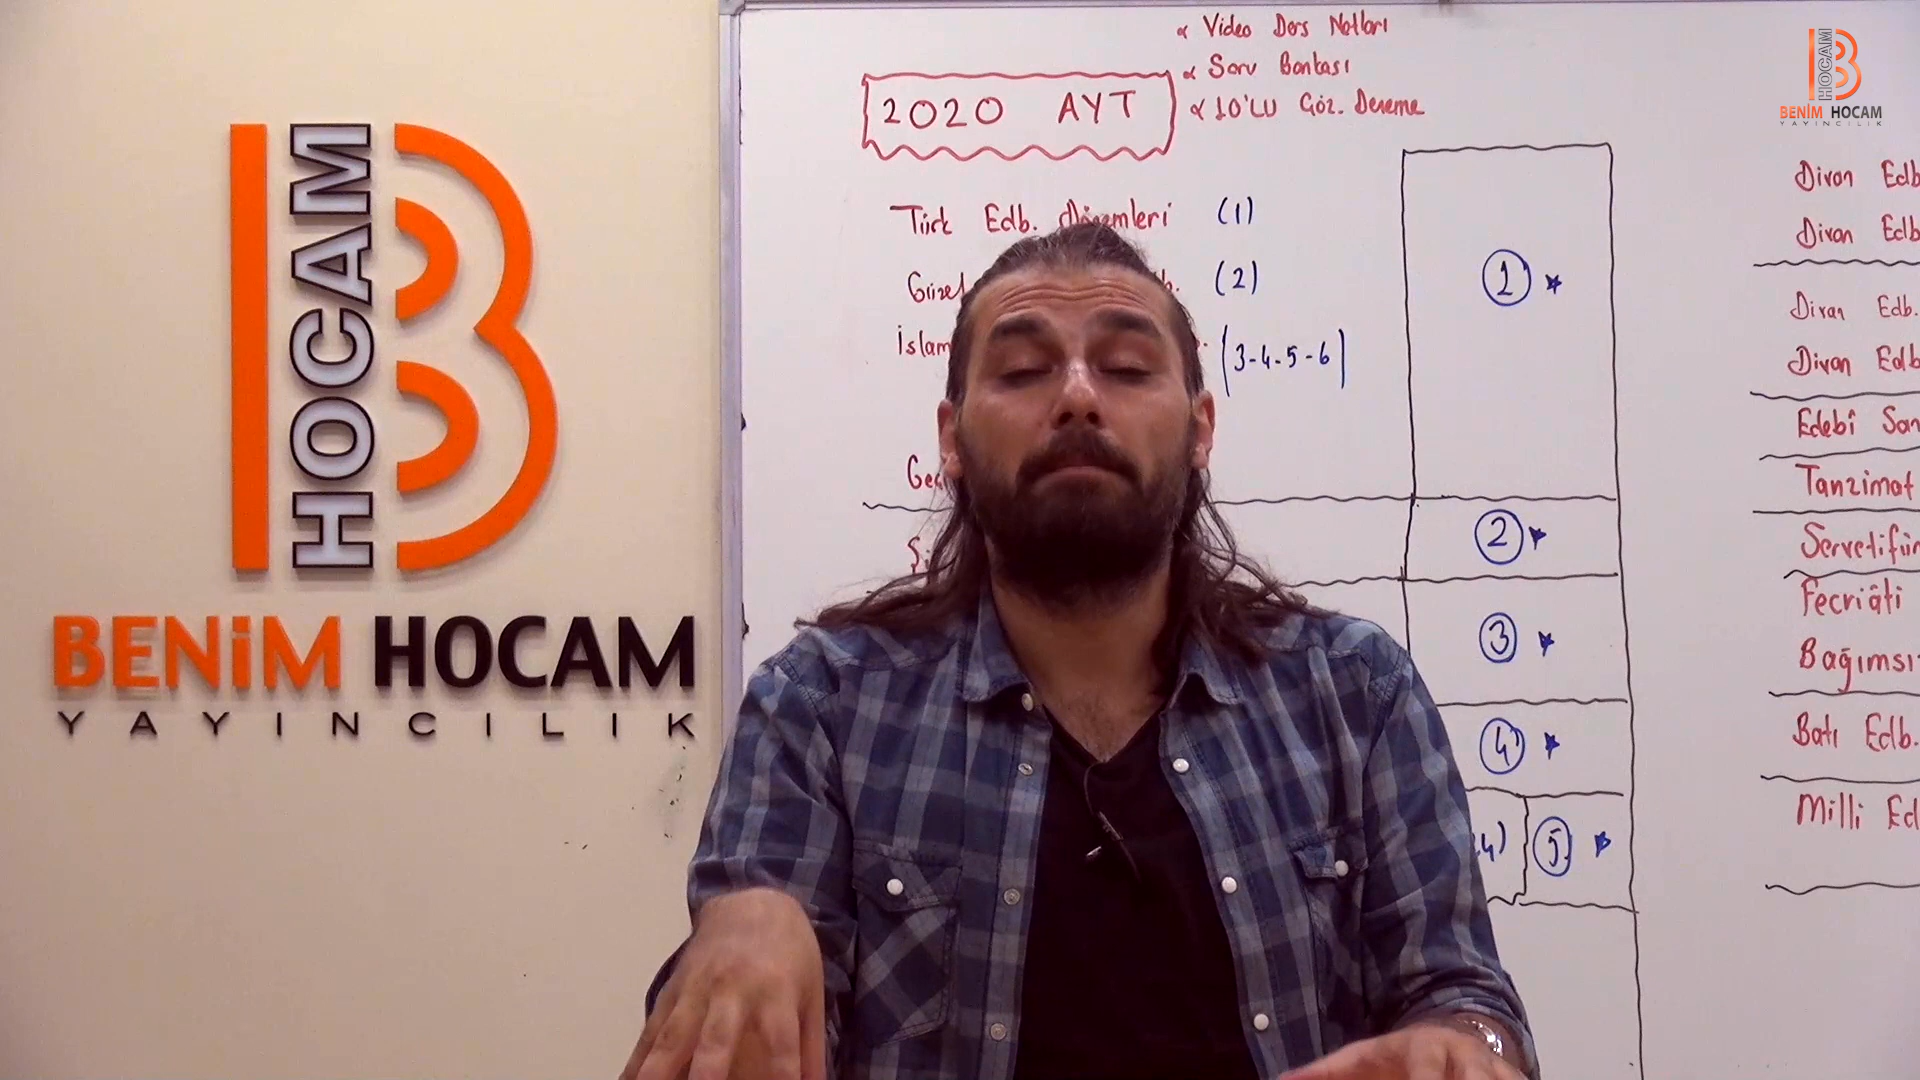 HOCAM
BENİM HOCAM
YAYINCILIK
HOCAM
BENİM HOCAM
YAYINCILIK
α Video Ders Notları
α Soru Bankası
α 10'LU Göz. Deneme
2020 AYT
Türk Edb. Dönemleri (1)
Güzel (2)
İslam (3-4-5-6)
1 *
2 *
3 *
4 *
5 *
Divan Edb
Divan Edb
Divan Edb.
Divan Edb
Edebî San
Tanzimat
Servetifün
Fecriâti
Bağımsı
Batı Edb.
Milli Ed